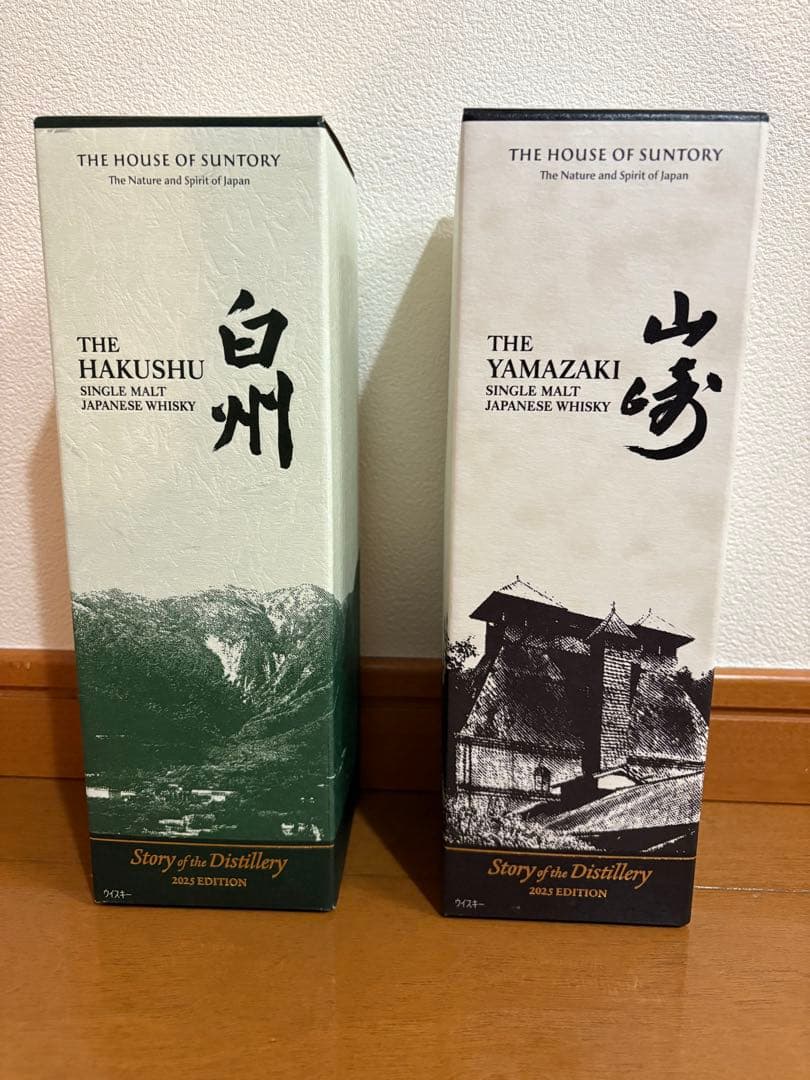 THE HOUSE OF SUNTORY
The Nature and Spirit of Japan
THE
HAKUSHU
SINGLE MALT
JAPANESE WHISKY
白州
Story of the Distillery
2025 EDITION
ウイスキー
THE HOUSE OF SUNTORY
The Nature and Spirit of Japan
THE
YAMAZAKI
SINGLE MALT
JAPANESE WHISKY
山崎
Story of the Distillery
2025 EDITION
ウイスキー